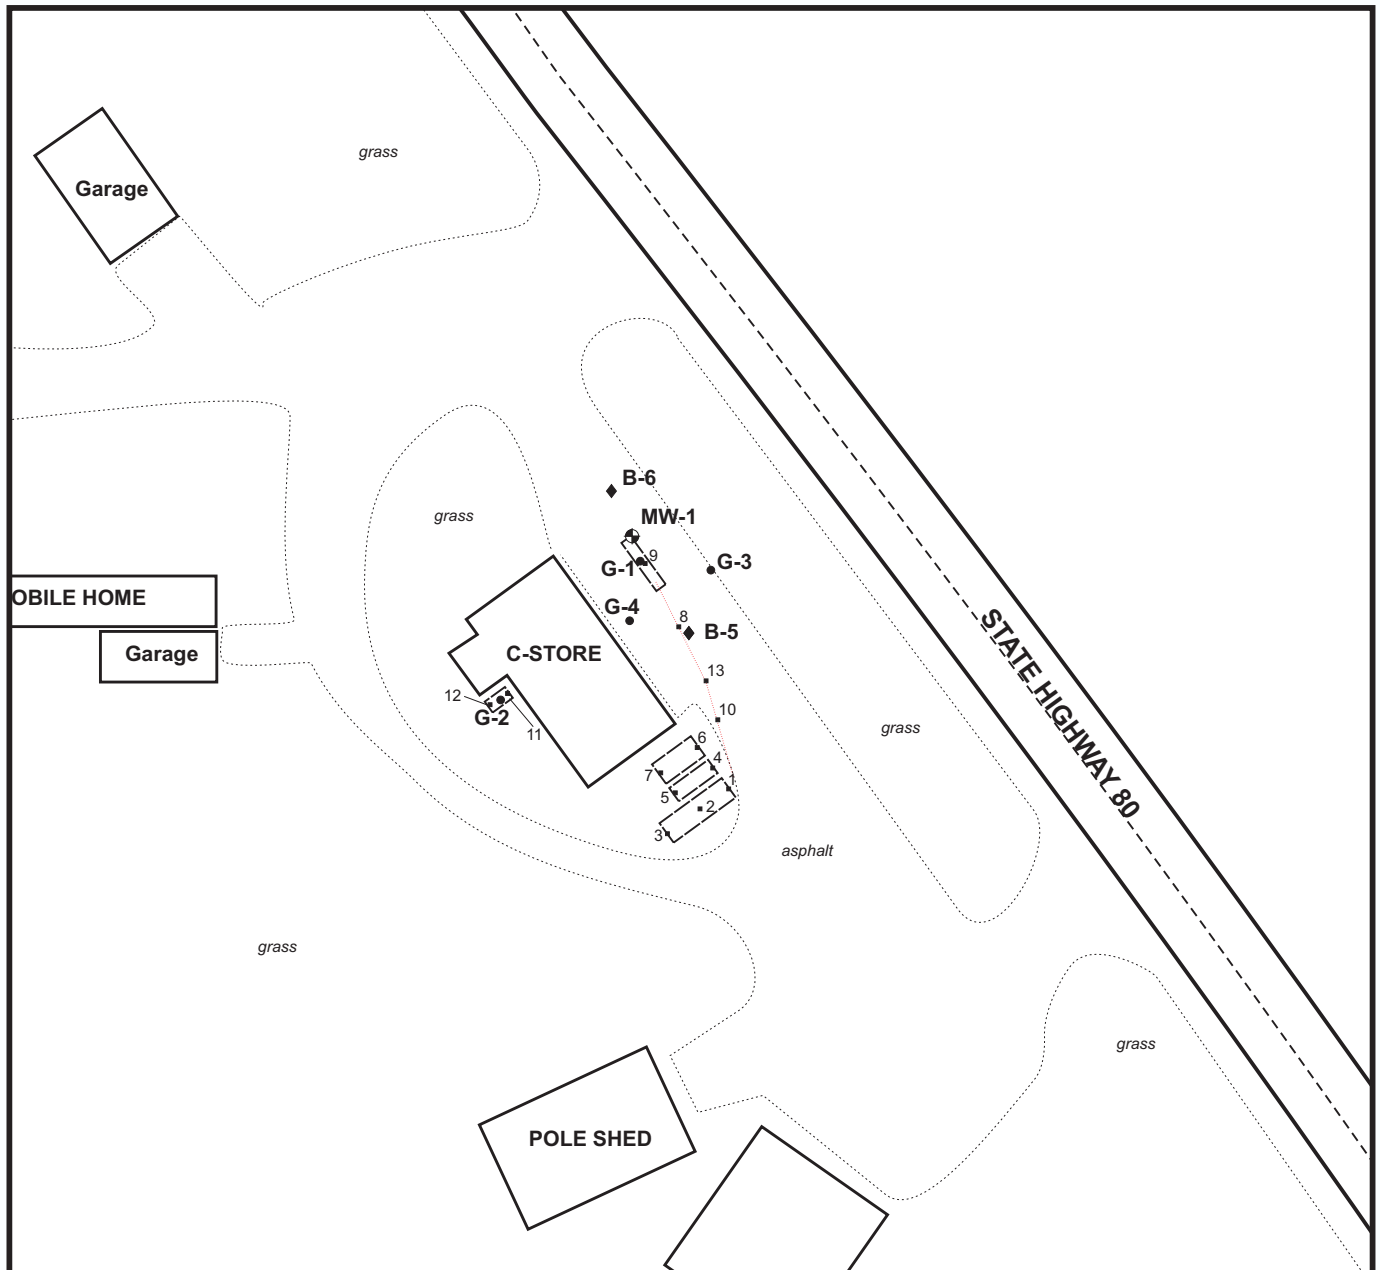 grass
Garage
B-6
grass
MW-1
9
G-3
G-1
OBILE HOME
G-4
8
B-5
STATE HIGHWAY 80
C-STORE
Garage
13
12
10
G-2
grass
11
6
4
7
1
5
2
3
asphalt
grass
grass
POLE SHED